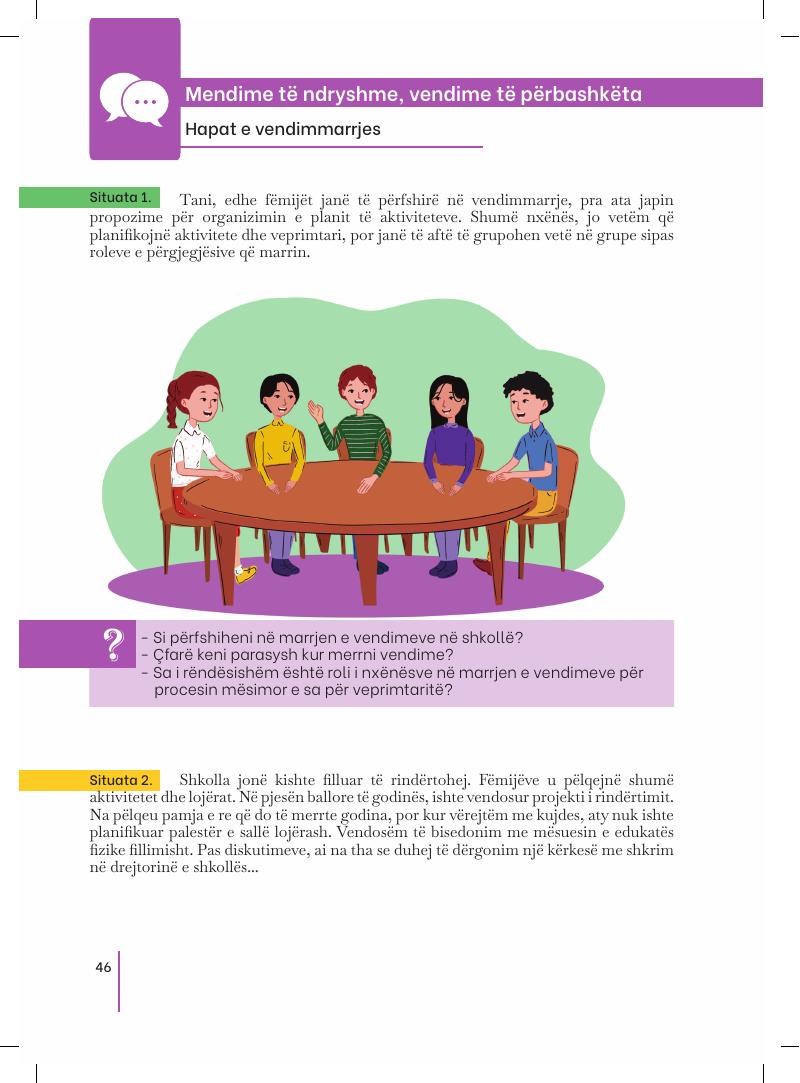 Mendime të ndryshme, vendime të përbashkëta
Hapat e vendimmarrjes
Situata 1. Tani, edhe fëmijët janë të përfshirë në vendimmarrje, pra ata japin
propozime për organizimin e planit të aktiviteteve. Shumë nxënës, jo vetëm që
planifikojnë aktivitete dhe veprimtari, por janë të aftë të grupohen vetë në grupe sipas
roleve e përgjegjësive që marrin.
?
- Si përfshiheni në marrjen e vendimeve në shkollë?
- Çfarë keni parasysh kur merrni vendime?
- Sa i rëndësishëm është roli i nxënësve në marrjen e vendimeve për
procesin mësimor e sa për veprimtaritë?
Situata 2. Shkolla jonë kishte filluar të rindërtohej. Fëmijëve u pëlqejnë shumë
aktivitetet dhe lojërat. Në pjesën ballore të godinës, ishte vendosur projekti i rindërtimit.
Na pëlqeu pamja e re që do të merrte godina, por kur vërejtëm me kujdes, aty nuk ishte
planifikuar palestër e sallë lojërash. Vendosëm të bisedonim me mësuesin e edukatës
fizike fillimisht. Pas diskutimeve, ai na tha se duhej të dërgonim një kërkesë me shkrim
në drejtorinë e shkollës...
46